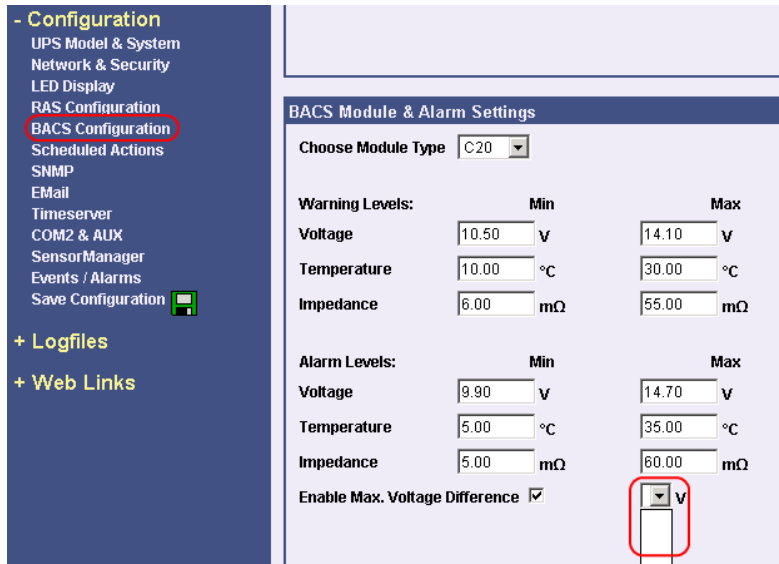 - Configuration
UPS Model & System
Network & Security
LED Display
RAS Configuration
BACS Configuration
Scheduled Actions
SNMP
EMail
Timeserver
COM2 & AUX
SensorManager
Events / Alarms
Save Configuration
+ Logfiles
+ Web Links
BACS Module & Alarm Settings
Choose Module Type C20
Warning Levels: Min Max
Voltage 10.50 V 14.10 V
Temperature 10.00 °C 30.00 °C
Impedance 6.00 mΩ 55.00 mΩ
Alarm Levels: Min Max
Voltage 9.90 V 14.70 V
Temperature 5.00 °C 35.00 °C
Impedance 5.00 mΩ 60.00 mΩ
Enable Max. Voltage Difference V